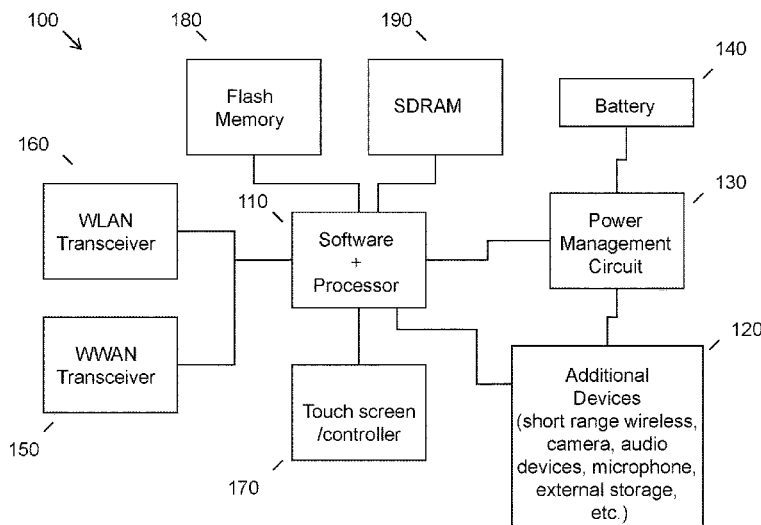 100
180
Flash
Memory
190
SDRAM
140
Battery
160
WLAN
Transceiver
110
Software
+
Processor
130
Power
Management
Circuit
WWAN
Transceiver
150
Touch screen
/controller
170
120
Additional
Devices
(short range wireless,
camera, audio
devices, microphone,
external storage,
etc.)